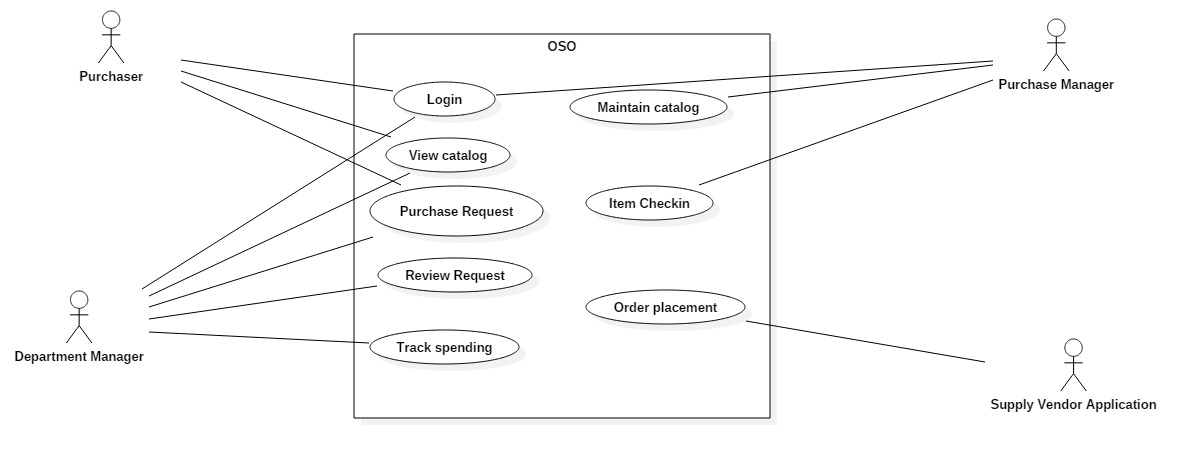 OSO
Purchaser
Purchase Manager
Login
Maintain catalog
View catalog
Purchase Request
Item Checkin
Review Request
Order placement
Track spending
Department Manager
Supply Vendor Application